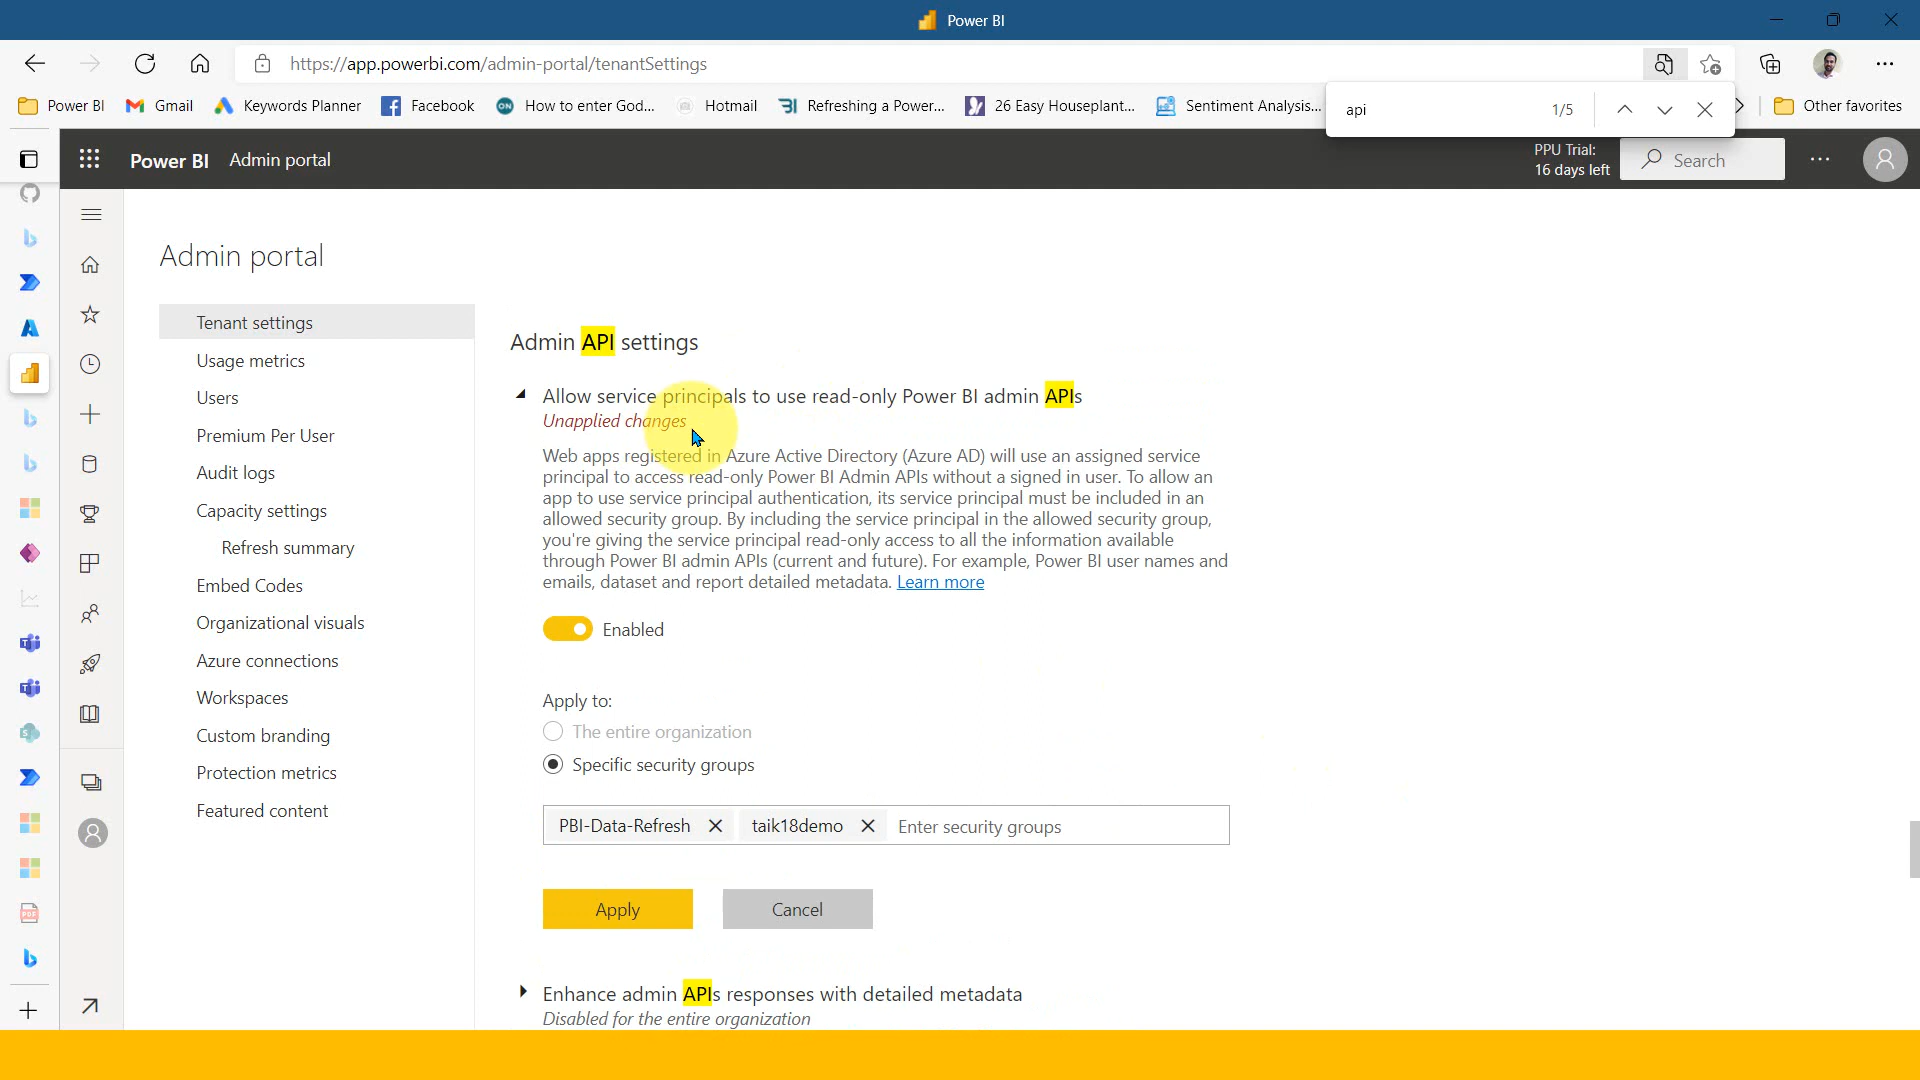 Power BI
https://app.powerbi.com/admin-portal/tenantSettings
Power BI
Gmail
Keywords Planner
Facebook
How to enter God...
Hotmail
Refreshing a Power...
26 Easy Houseplant...
Sentiment Analysis...
api
1/5
Other favorites
Power BI
Admin portal
PPU Trial:
16 days left
Search
Admin portal
Tenant settings
Usage metrics
Users
Premium Per User
Audit logs
Capacity settings
Refresh summary
Embed Codes
Organizational visuals
Azure connections
Workspaces
Custom branding
Protection metrics
Featured content
Admin API settings
Allow service principals to use read-only Power BI admin APIs
Unapplied changes
Web apps registered in Azure Active Directory (Azure AD) will use an assigned service
principal to access read-only Power BI Admin APIs without a signed in user. To allow an
app to use service principal authentication, its service principal must be included in an
allowed security group. By including the service principal in the allowed security group,
you're giving the service principal read-only access to all the information available
through Power BI admin APIs (current and future). For example, Power BI user names and
emails, dataset and report detailed metadata. Learn more
Enabled
Apply to:
The entire organization
Specific security groups
PBI-Data-Refresh
taik18demo
Enter security groups
Apply
Cancel
Enhance admin APIs responses with detailed metadata
Disabled for the entire organization